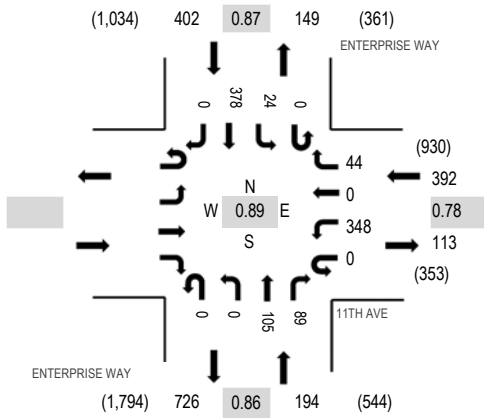 (1,034) 402 0.87 149 (361)
ENTERPRISE WAY
0 378 24 0
44
(930)
392
0
N
W 0.89 E
S
0.78
348
113
0
(353)
0 0 105 89
11TH AVE
ENTERPRISE WAY
(1,794) 726 0.86 194 (544)